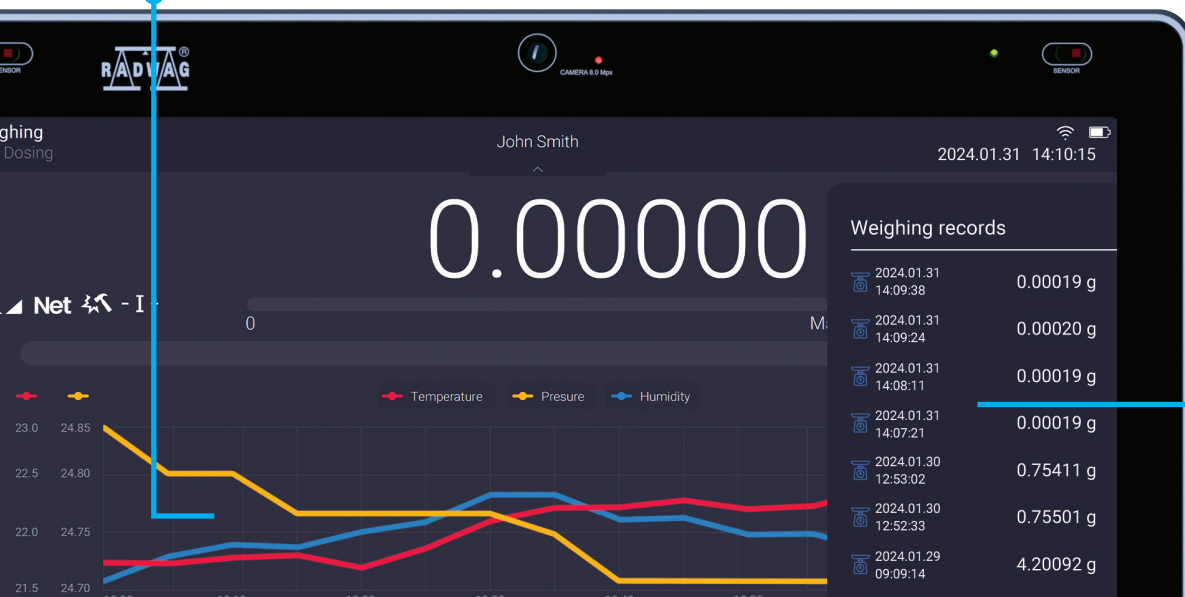 RADWAG®
CAMERA 8.0 Mpx
SENSOR
John Smith
Dosing
2024.01.31 14:10:15
0.00000
Weighing records
2024.01.31
14:09:38
0.00019 g
2024.01.31
14:09:24
0.00020 g
2024.01.31
14:08:11
0.00019 g
2024.01.31
14:07:21
0.00019 g
2024.01.30
12:53:02
0.75411 g
2024.01.30
12:52:33
0.75501 g
2024.01.29
09:09:14
4.20092 g
Net
0
Temperature
Presure
Humidity
23.0 24.85
22.5 24.80
22.0 24.75
21.5 24.70